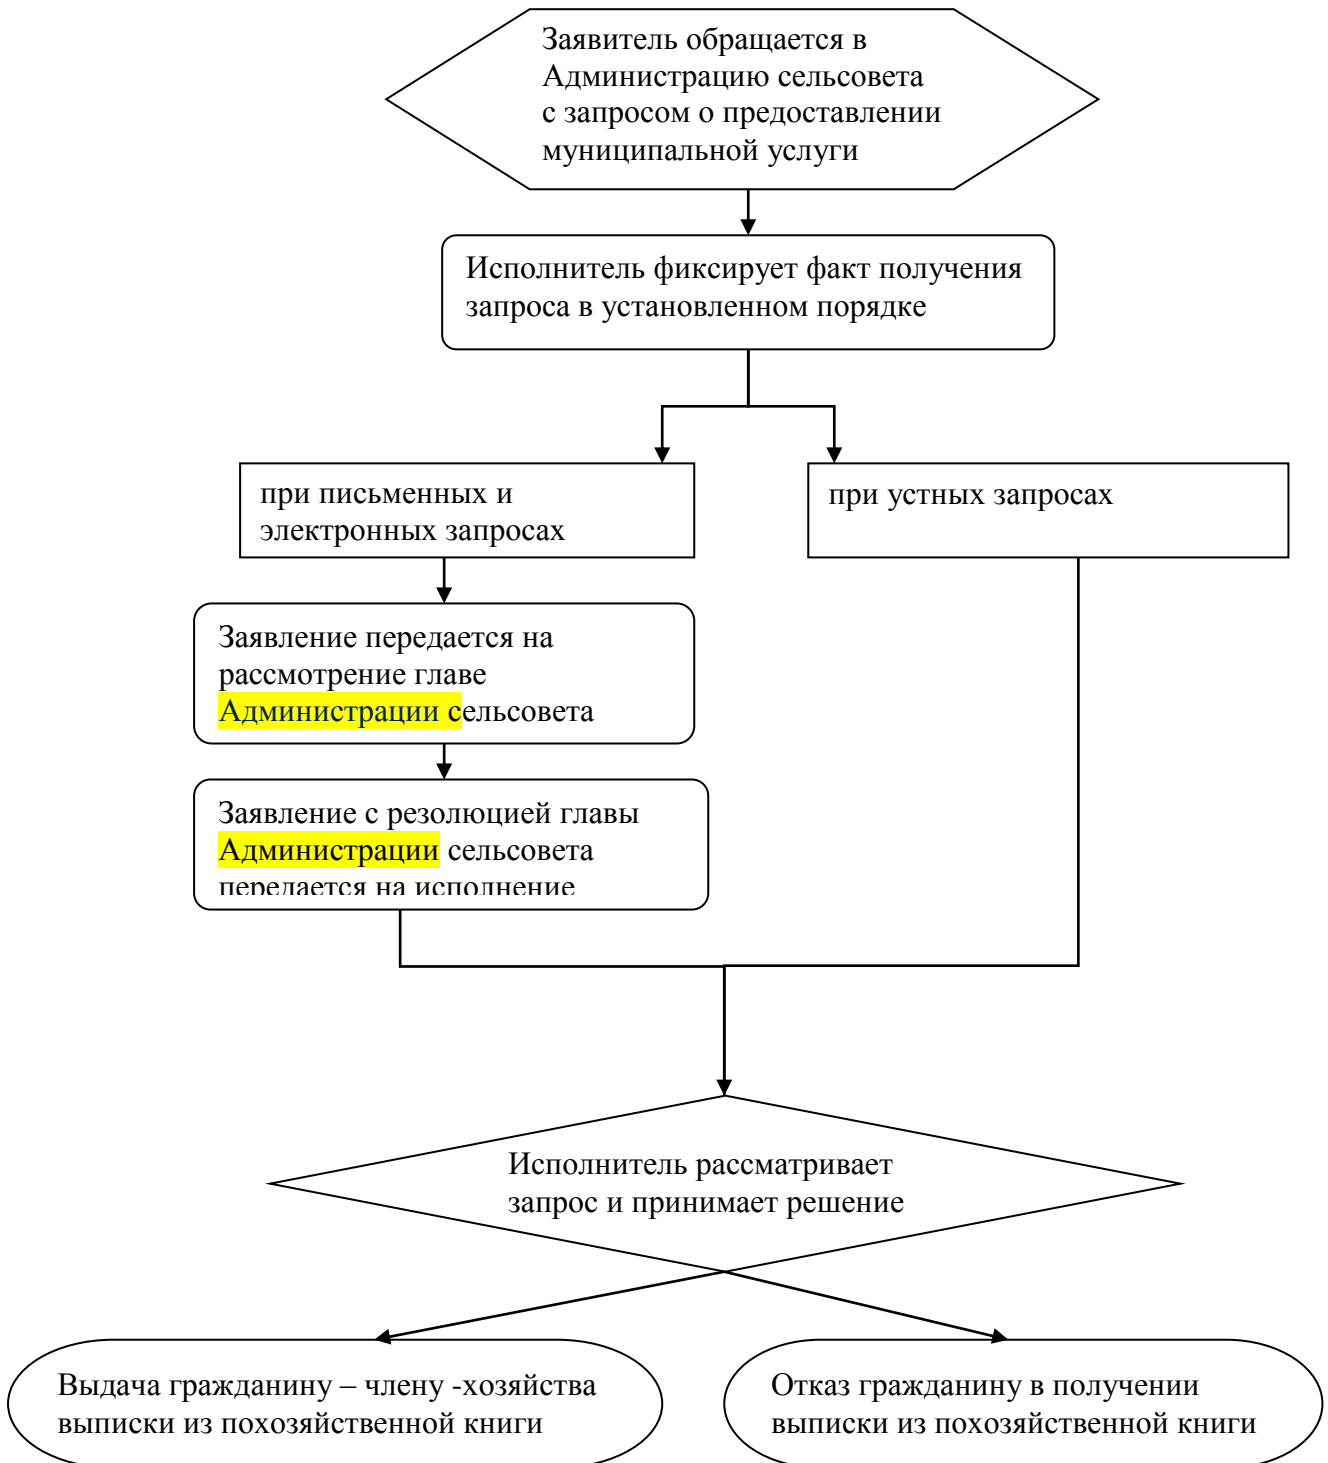 Заявитель обращается в
Администрацию сельсовета
с запросом о предоставлении
муниципальной услуги
Исполнитель фиксирует факт получения
запроса в установленном порядке
при письменных и
электронных запросах
при устных запросах
Заявление передается на
рассмотрение главе
Администрации сельсовета
Заявление с резолюцией главы
Администрации сельсовета
передается на исполнение
Исполнитель рассматривает
запрос и принимает решение
Выдача гражданину – члену -хозяйства
выписки из похозяйственной книги
Отказ гражданину в получении
выписки из похозяйственной книги